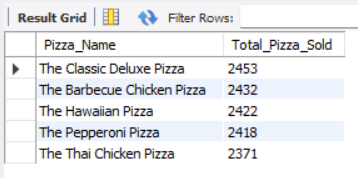 Result Grid Filter Rows:
Pizza_Name Total_Pizza_Sold
The Classic Deluxe Pizza 2453
The Barbecue Chicken Pizza 2432
The Hawaiian Pizza 2422
The Pepperoni Pizza 2418
The Thai Chicken Pizza 2371